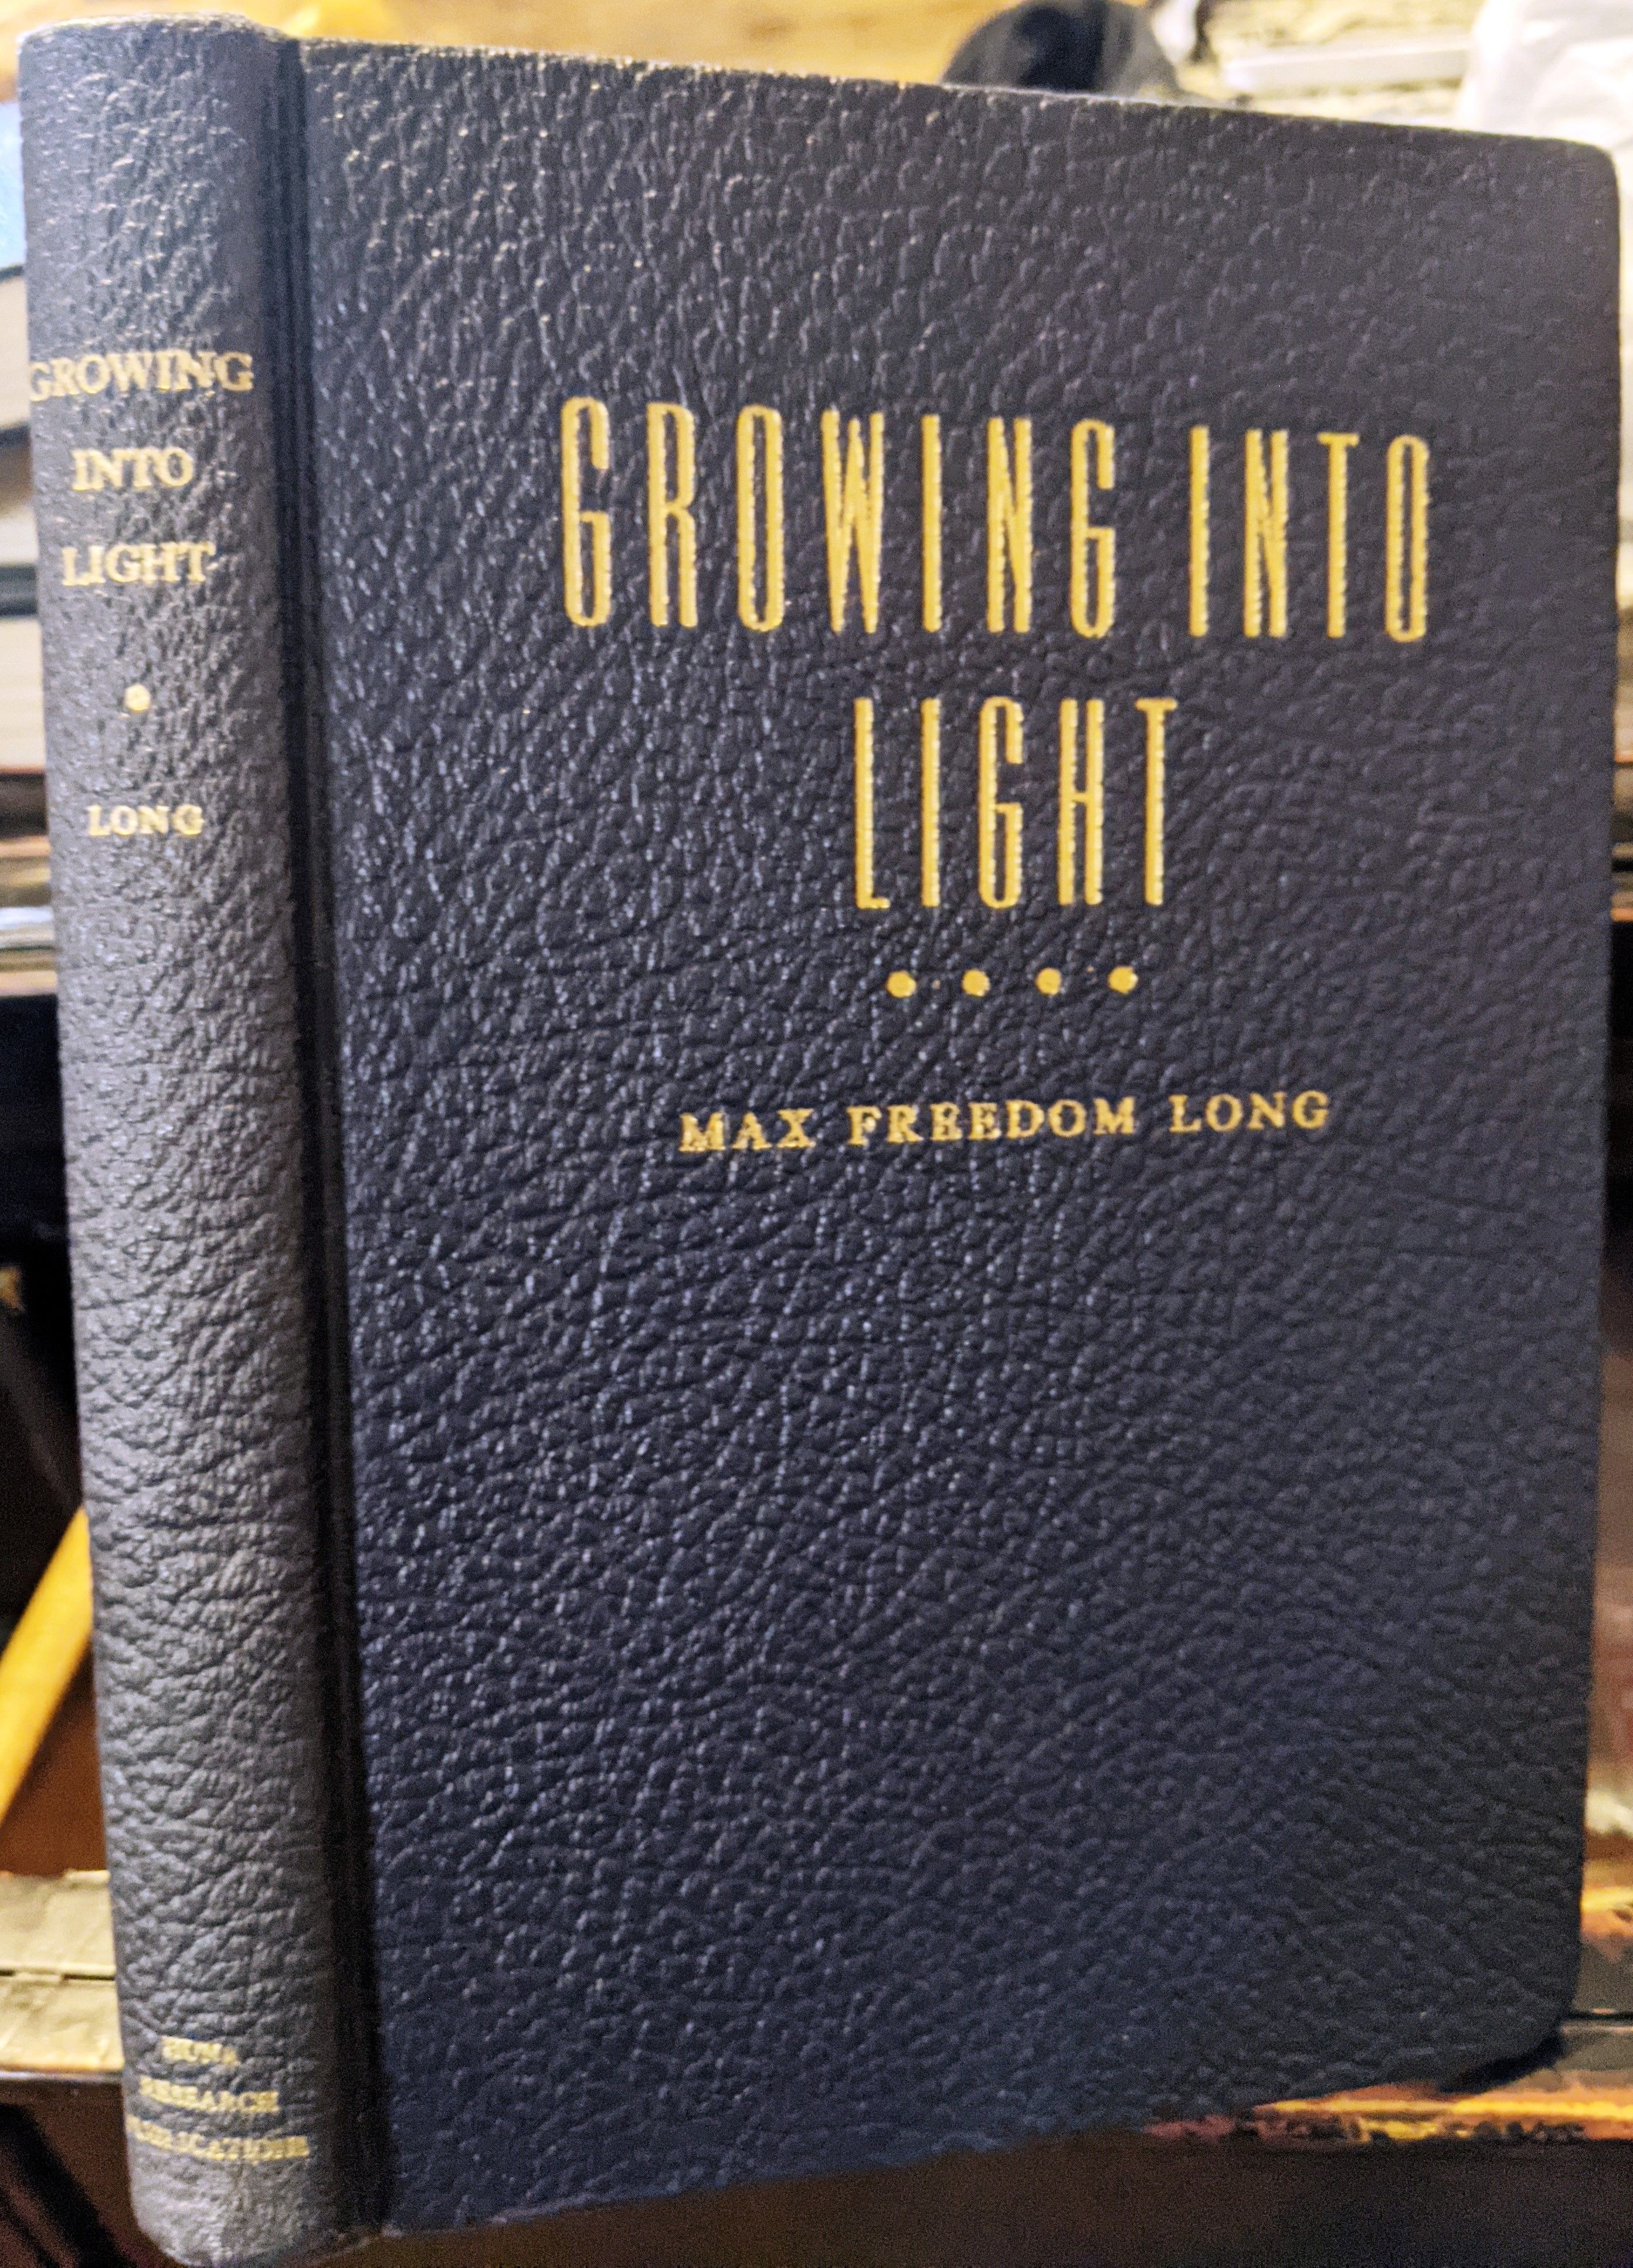 GROWING
INTO
LIGHT
•
LONG
HUNA
RESEARCH
PUBLICATIONS
GROWING INTO
LIGHT
• • • •
MAX FREEDOM LONG